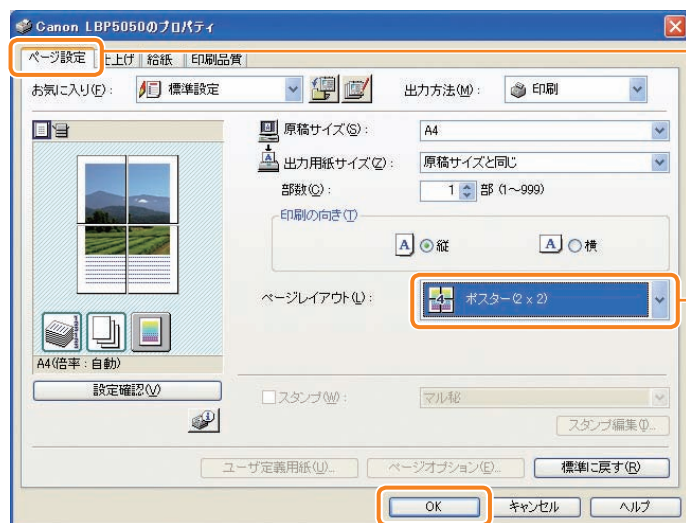 Canon LBP5050のプロパティ
ページ設定 仕上げ 給紙 印刷品質
お気に入り(F): 標準設定 出力方法(M): 印刷
原稿サイズ(S): A4
出力用紙サイズ(Z): 原稿サイズと同じ
部数(C): 1 部 (1～999)
印刷の向き(T)
A 縦 A 横
ページレイアウト(L): 4 ポスター(2 x 2)
A4(倍率:自動)
設定確認(V)
スタンプ(W): マル秘
スタンプ編集(I)...
ユーザ定義用紙(U)... ページオプション(E)... 標準に戻す(R)
OK キャンセル ヘルプ